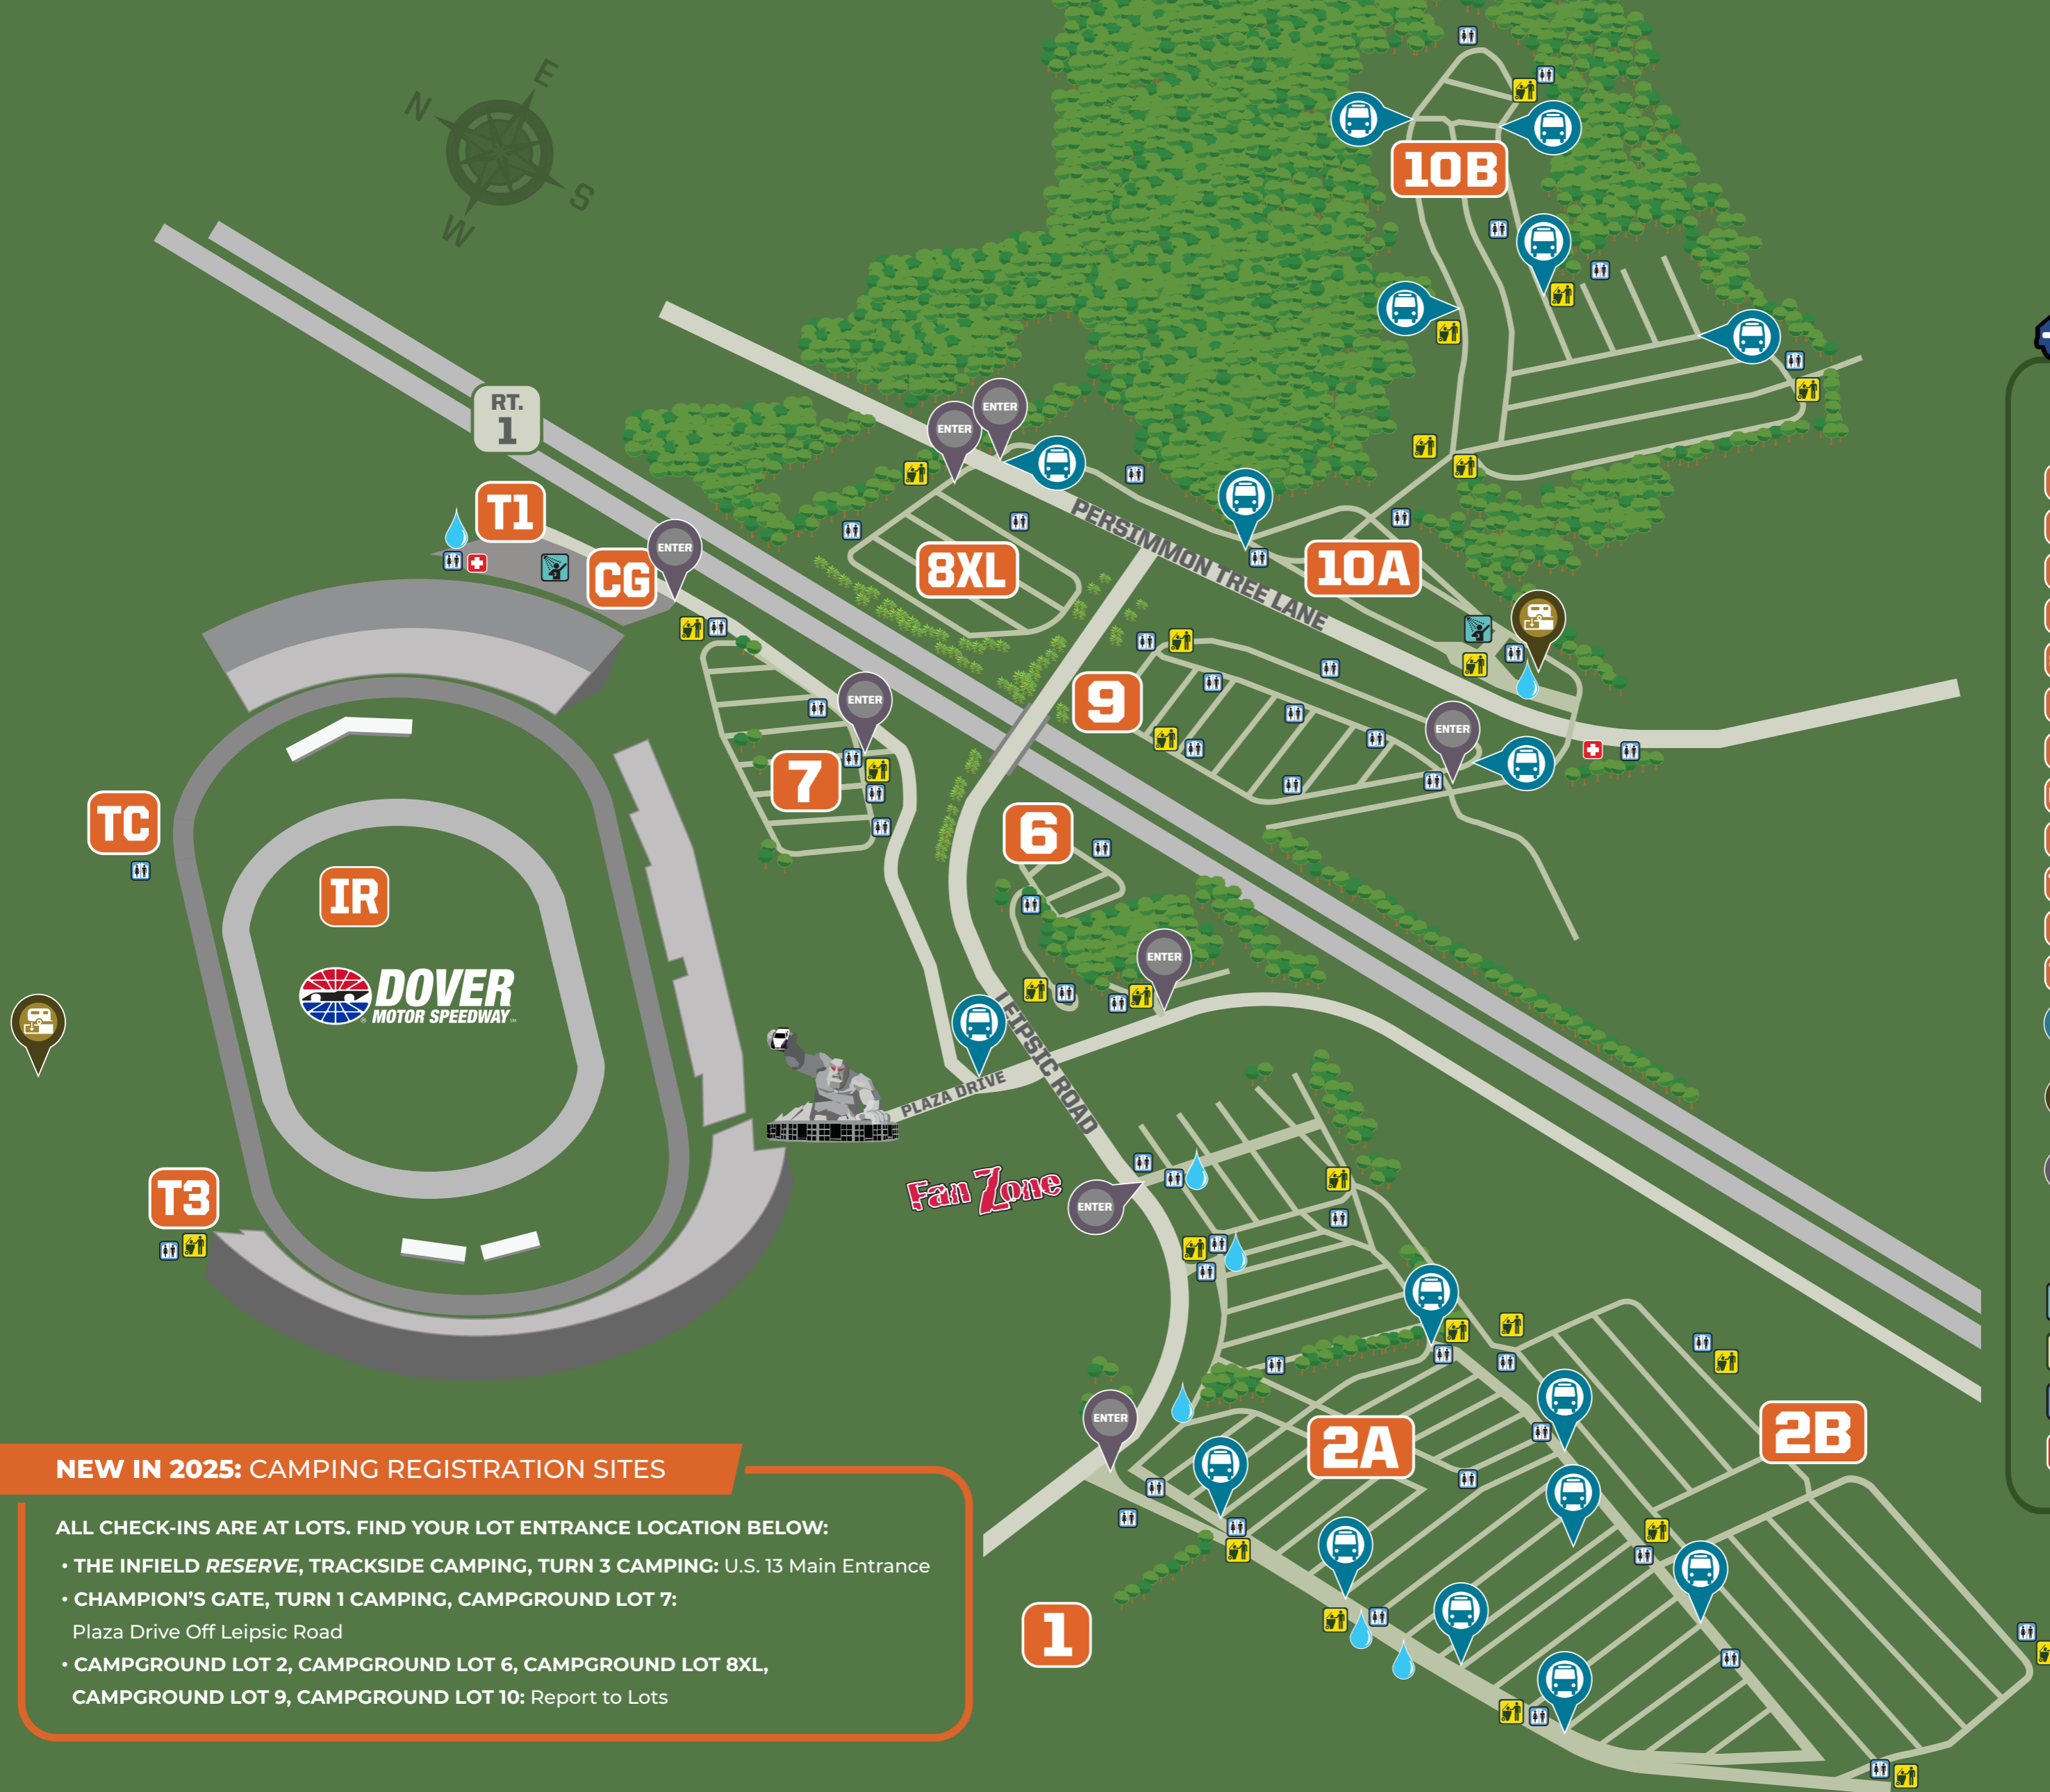 E
N
S
W
10B
RT.
1
ENTER
ENTER
T1
PERSIMMON TREE LANE
ENTER
CG
8XL
10A
9
ENTER
ENTER
7
TC
6
IR
ENTER
DOVER
MOTOR SPEEDWAY
LEIPSIC ROAD
PLAZA DRIVE
T3
Fan Zone
ENTER
ENTER
2A
2B
1
NEW IN 2025: CAMPING REGISTRATION SITES
ALL CHECK-INS ARE AT LOTS. FIND YOUR LOT ENTRANCE LOCATION BELOW:
• THE INFIELD RESERVE, TRACKSIDE CAMPING, TURN 3 CAMPING: U.S. 13 Main Entrance
• CHAMPION’S GATE, TURN 1 CAMPING, CAMPGROUND LOT 7:
Plaza Drive Off Leipsic Road
• CAMPGROUND LOT 2, CAMPGROUND LOT 6, CAMPGROUND LOT 8XL,
CAMPGROUND LOT 9, CAMPGROUND LOT 10: Report to Lots